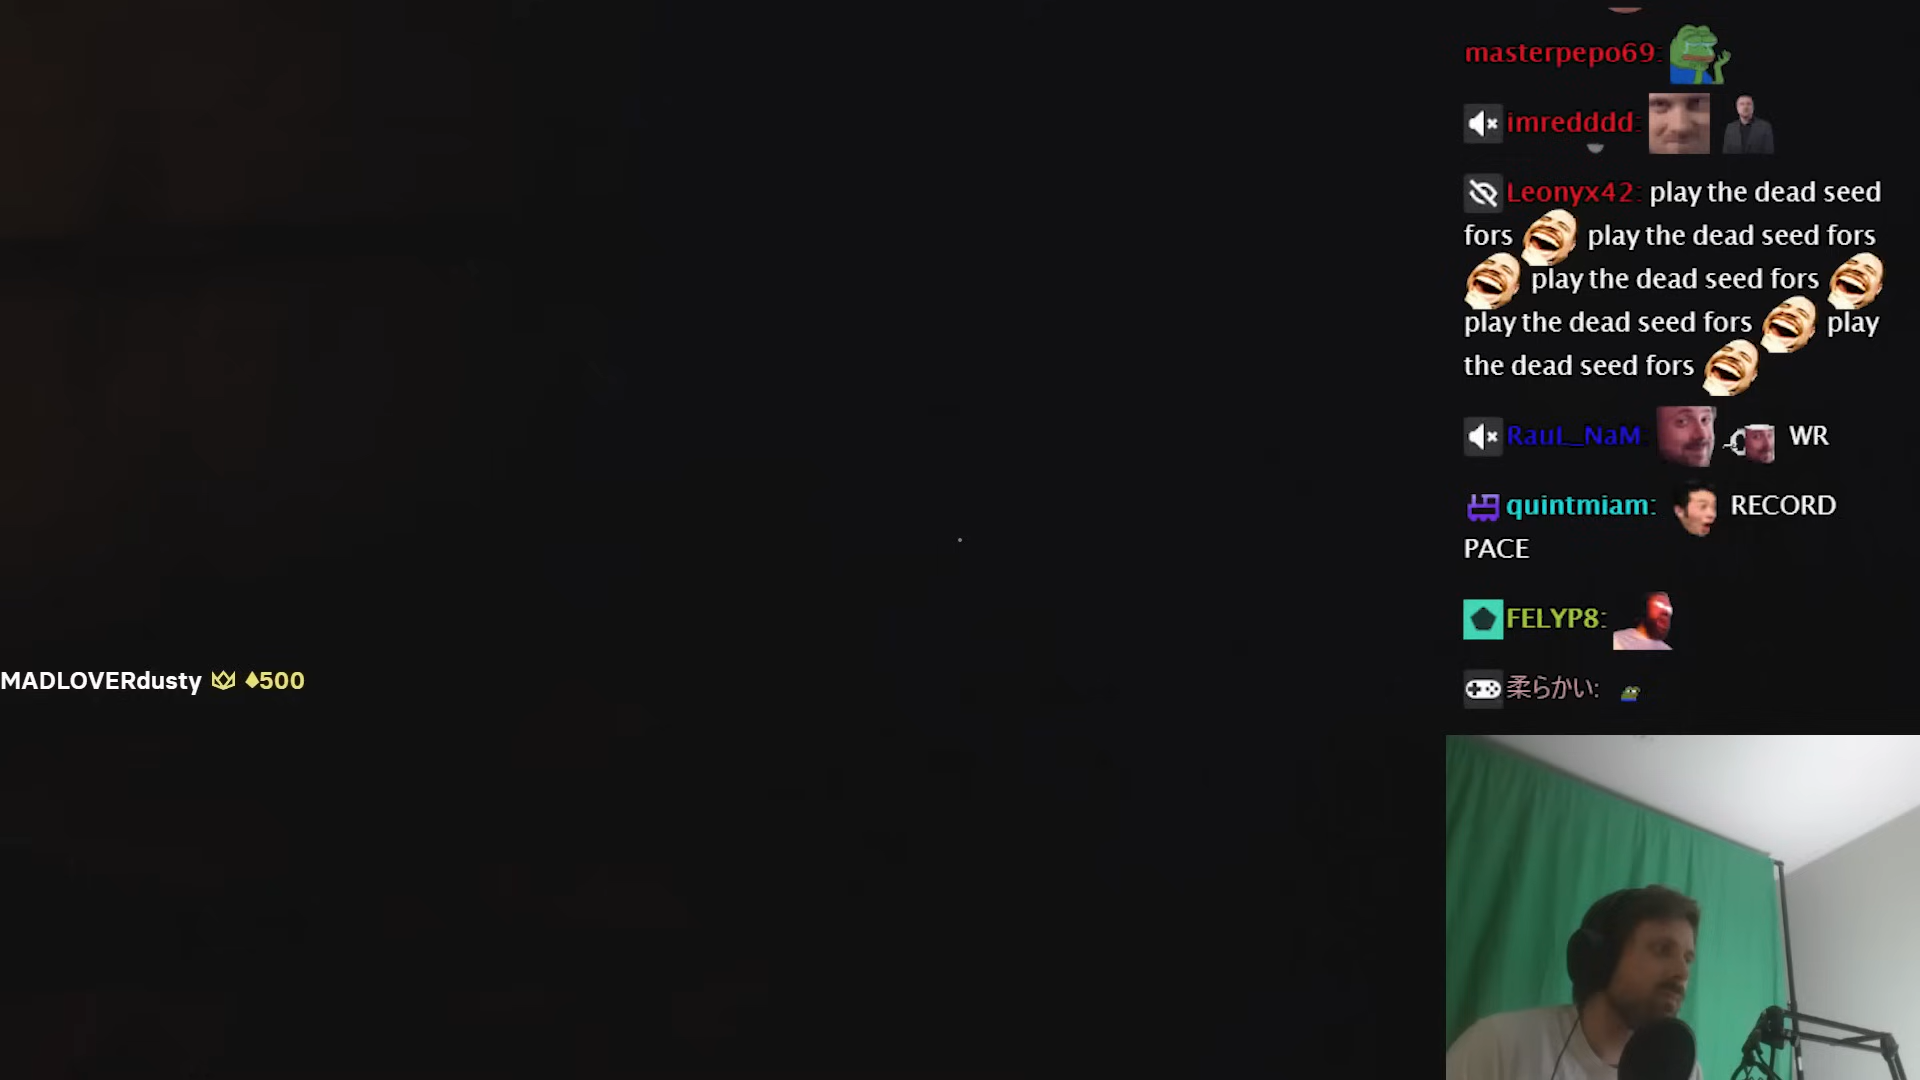 masterpepo69:
imredddd:
Leonyx42: play the dead seed
fors play the dead seed fors
play the dead seed fors
play the dead seed fors play
the dead seed fors
RauL_NaM: WR
quintmiam: RECORD
PACE
FELYP8:
柔らかい:
MADLOVERdusty 500